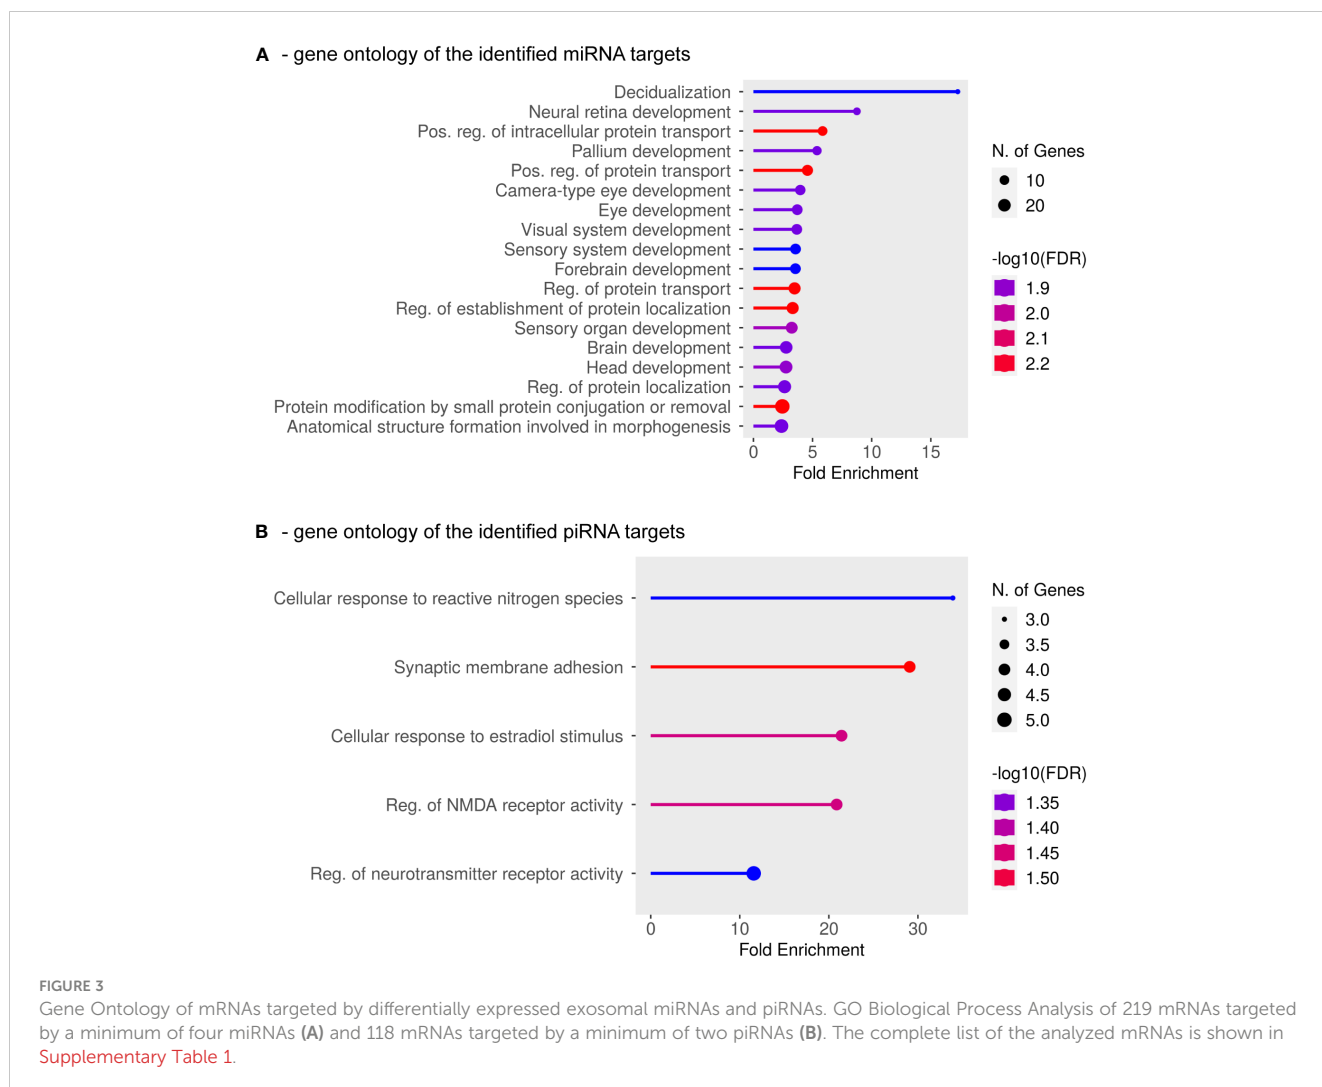 A - gene ontology of the identified miRNA targets
Decidualization
Neural retina development
Pos. reg. of intracellular protein transport
Pallium development
Pos. reg. of protein transport
Camera-type eye development
Eye development
Visual system development
Sensory system development
Forebrain development
Reg. of protein transport
Reg. of establishment of protein localization
Sensory organ development
Brain development
Head development
Reg. of protein localization
Protein modification by small protein conjugation or removal
Anatomical structure formation involved in morphogenesis
0 5 10 15
Fold Enrichment
N. of Genes
10
20
-log10(FDR)
1.9
2.0
2.1
2.2
B - gene ontology of the identified piRNA targets
Cellular response to reactive nitrogen species
Synaptic membrane adhesion
Cellular response to estradiol stimulus
Reg. of NMDA receptor activity
Reg. of neurotransmitter receptor activity
0 10 20 30
Fold Enrichment
N. of Genes
3.0
3.5
4.0
4.5
5.0
-log10(FDR)
1.35
1.40
1.45
1.50
FIGURE 3
Gene Ontology of mRNAs targeted by differentially expressed exosomal miRNAs and piRNAs. GO Biological Process Analysis of 219 mRNAs targeted
by a minimum of four miRNAs (A) and 118 mRNAs targeted by a minimum of two piRNAs (B). The complete list of the analyzed mRNAs is shown in
Supplementary Table 1.